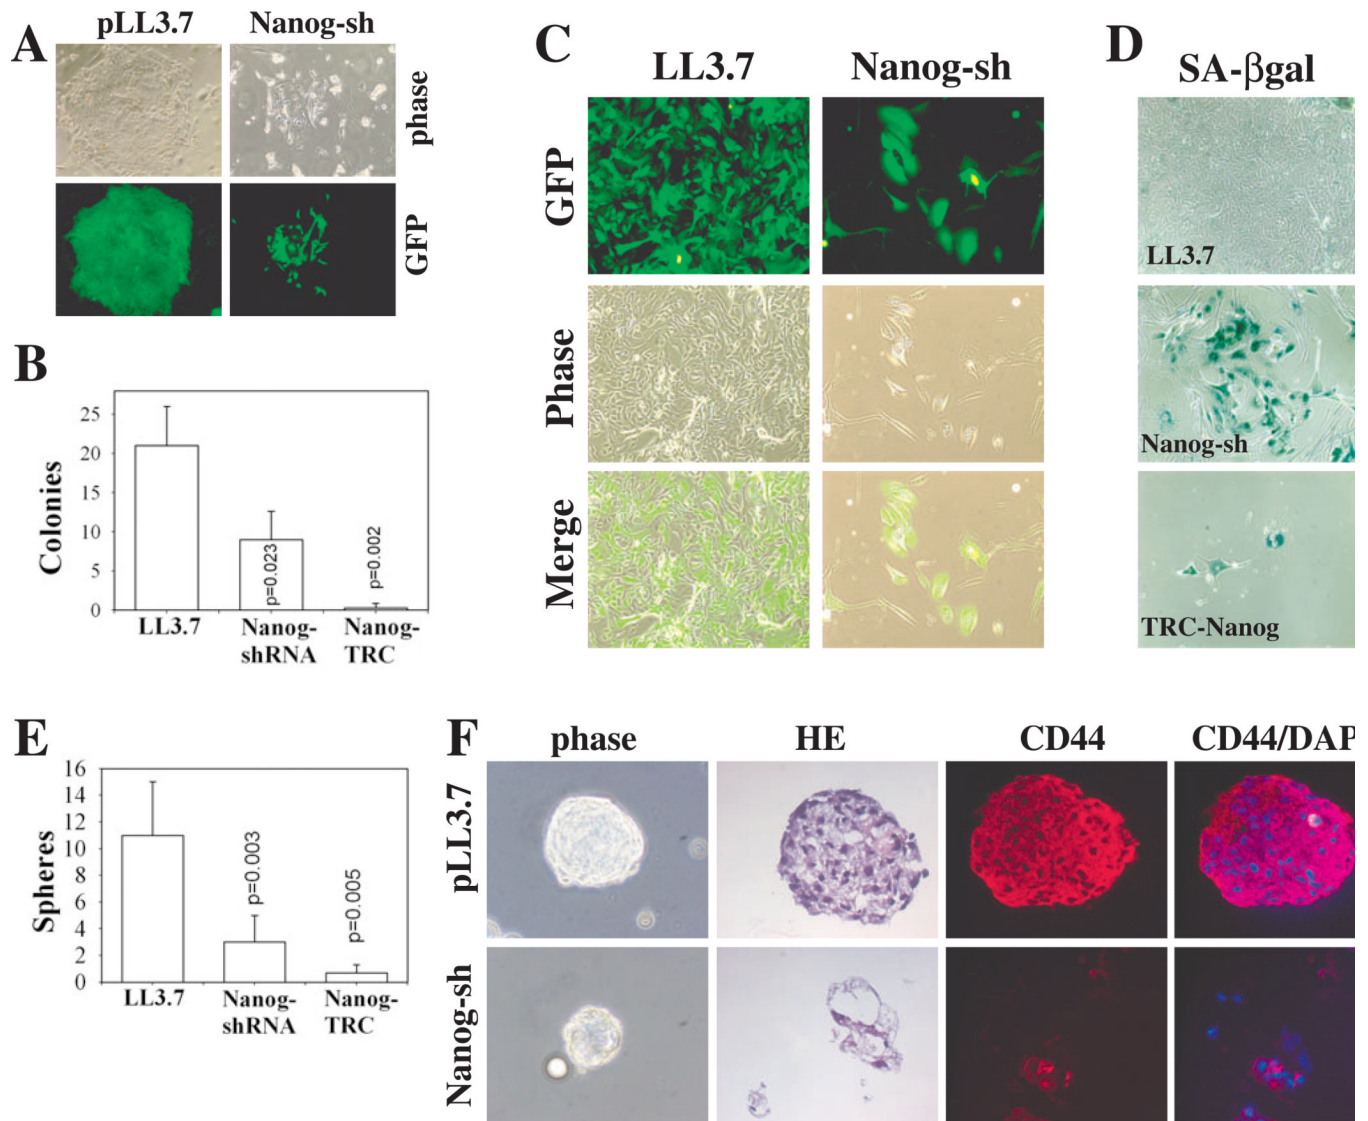 A
pLL3.7 Nanog-sh
phase
GFP
B
Colonies
25
20
15
10
5
0
p=0.023
p=0.002
LL3.7 Nanog-shRNA Nanog-TRC
C
LL3.7 Nanog-sh
GFP
Phase
Merge
D
SA-βgal
LL3.7
Nanog-sh
TRC-Nanog
E
Spheres
16
14
12
10
8
6
4
2
0
p=0.003
p=0.005
LL3.7 Nanog-shRNA Nanog-TRC
F
phase HE CD44 CD44/DAP
pLL3.7
Nanog-sh